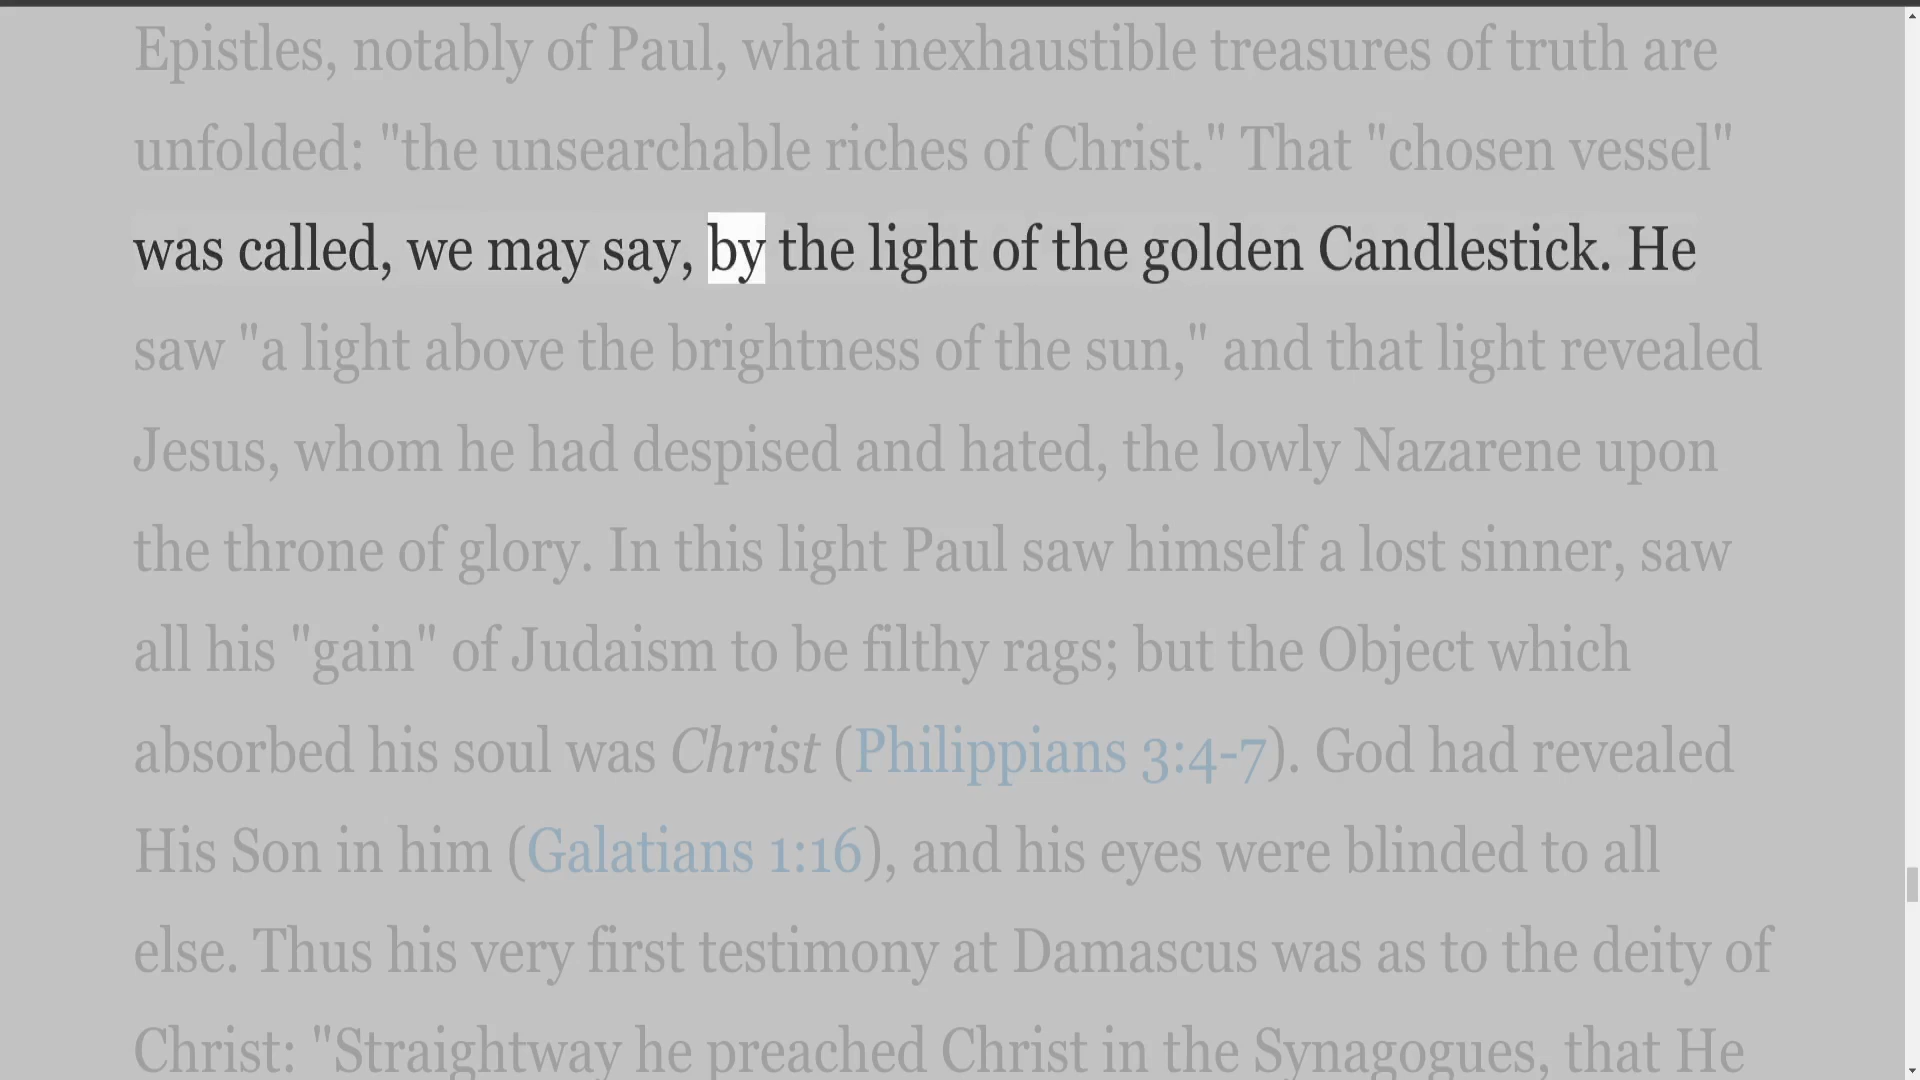 Epistles, notably of Paul, what inexhaustible treasures of truth are
unfolded: "the unsearchable riches of Christ." That "chosen vessel"
was called, we may say, by the light of the golden Candlestick. He
saw "a light above the brightness of the sun," and that light revealed
Jesus, whom he had despised and hated, the lowly Nazarene upon
the throne of glory. In this light Paul saw himself a lost sinner, saw
all his "gain" of Judaism to be filthy rags; but the Object which
absorbed his soul was Christ (Philippians 3:4-7). God had revealed
His Son in him (Galatians 1:16), and his eyes were blinded to all
else. Thus his very first testimony at Damascus was as to the deity of
Christ: "Straightway he preached Christ in the Synagogues, that He